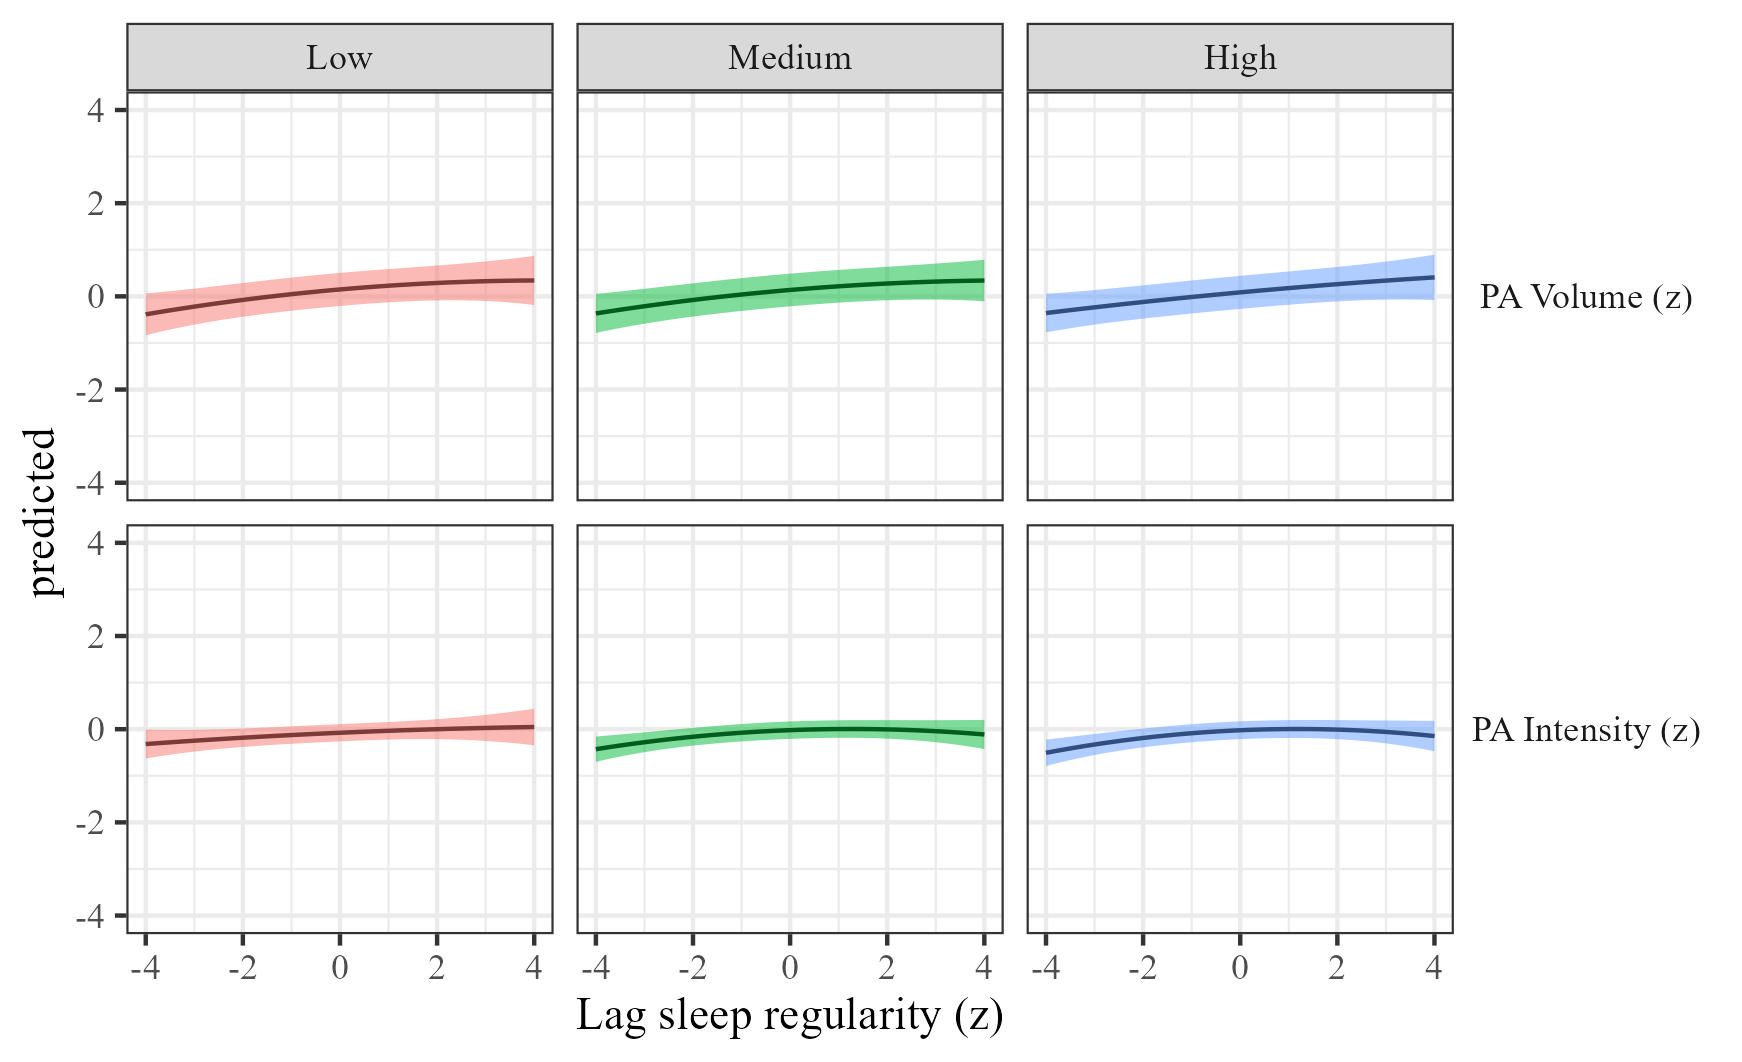 Low Medium High
4
2
0
-2
-4
PA Volume (z)
predicted
4
2
0
-2
-4
PA Intensity (z)
-4 -2 0 2 4 -4 -2 0 2 4 -4 -2 0 2 4
Lag sleep regularity (z)